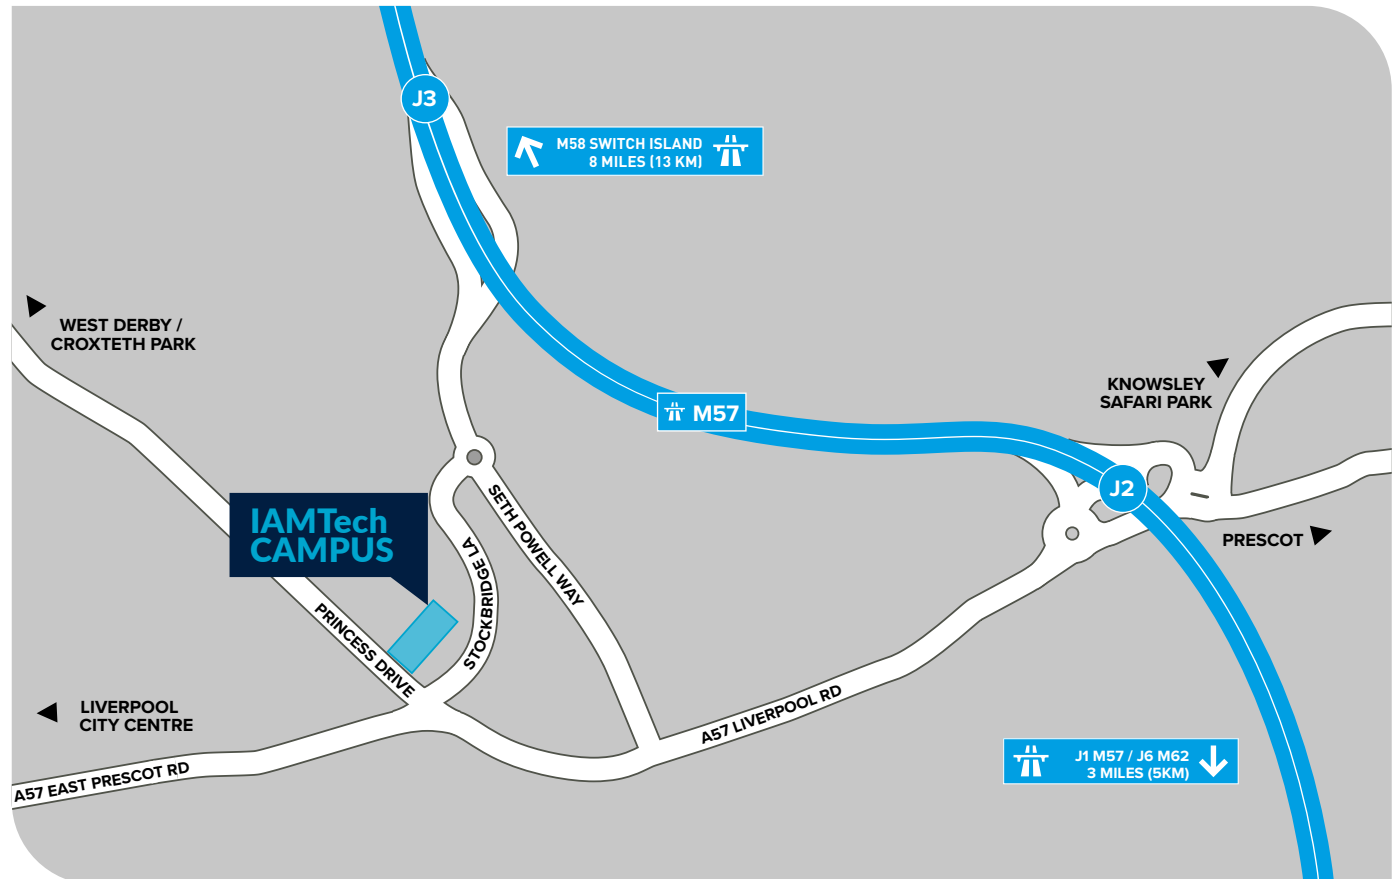 J3
M58 SWITCH ISLAND
8 MILES (13 KM)
WEST DERBY /
CROXTETH PARK
KNOWSLEY
SAFARI PARK
M57
J2
SETH POWELL WAY
IAMTech
CAMPUS
STOCKBRIDGE LA
PRESCOT
PRINCESS DRIVE
LIVERPOOL
CITY CENTRE
A57 LIVERPOOL RD
J1 M57 / J6 M62
3 MILES (5KM)
A57 EAST PRESCOT RD